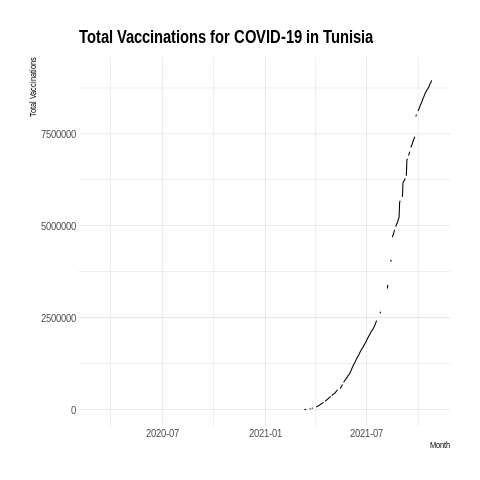 Total Vaccinations for COVID-19 in Tunisia
Total Vaccinations
7500000
5000000
2500000
0
2020-07 2021-01 2021-07
Month